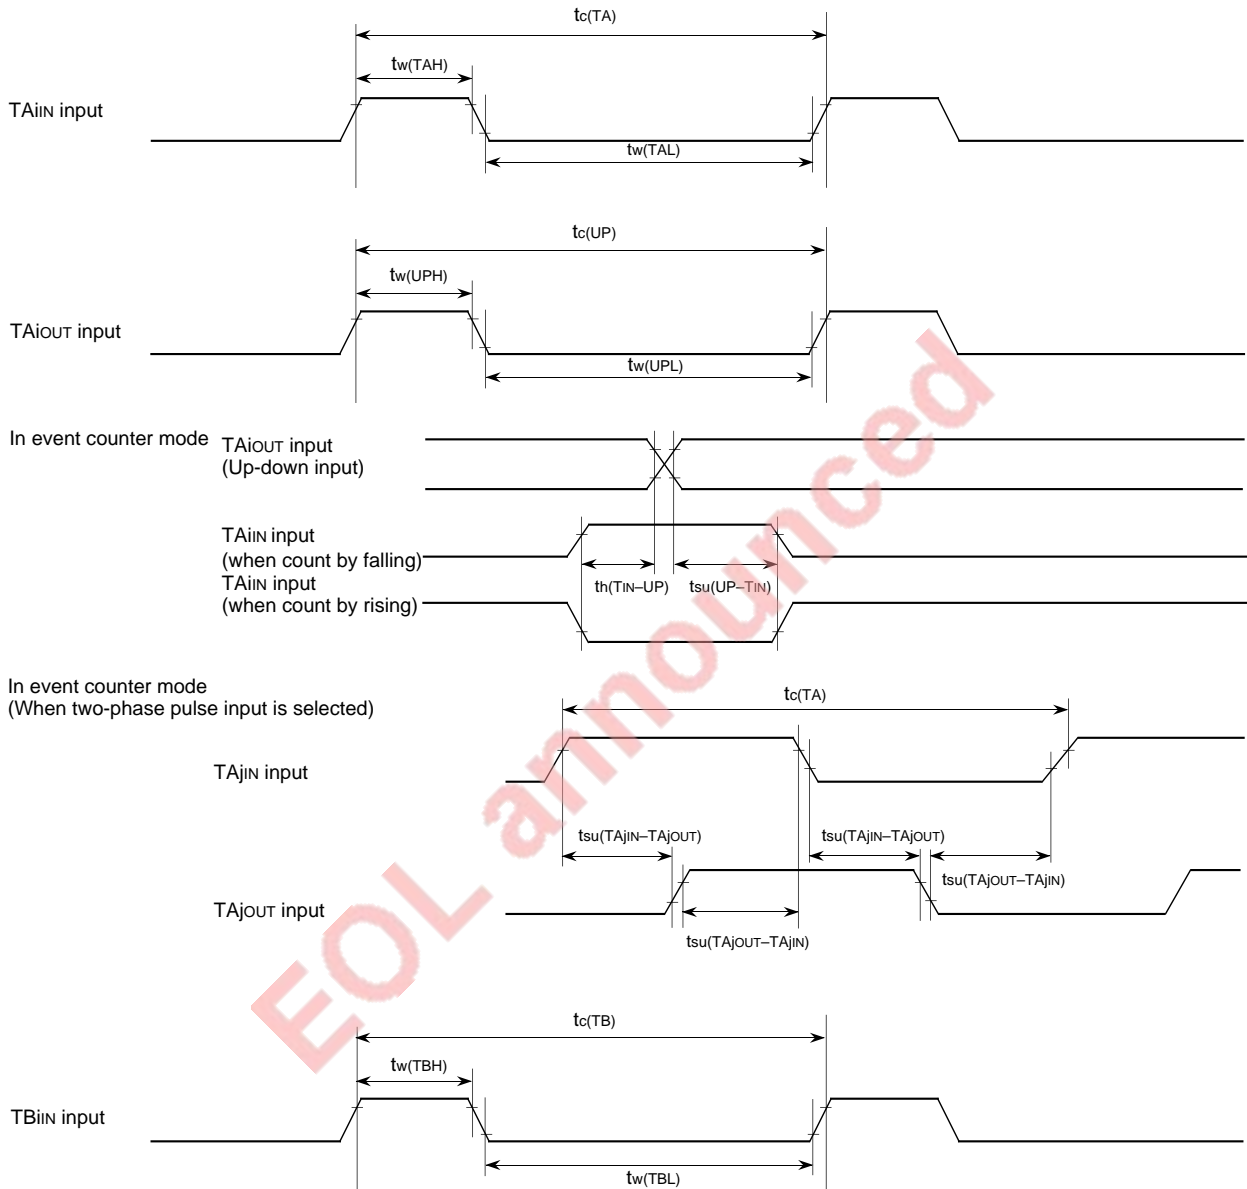 tc(TA)
tw(TAH)
TAiIN input
tw(TAL)
tc(UP)
tw(UPH)
TAiOUT input
tw(UPL)
In event counter mode
TAiOUT input
(Up-down input)
TAiIN input
(when count by falling)
TAiIN input
(when count by rising)
th(TIN–UP)
tsu(UP–TIN)
In event counter mode
(When two-phase pulse input is selected)
tc(TA)
TAjIN input
tsu(TAjIN–TAjOUT)
tsu(TAjIN–TAjOUT)
tsu(TAjOUT–TAjIN)
TAjOUT input
tsu(TAjOUT–TAjIN)
tc(TB)
tw(TBH)
TBiIN input
tw(TBL)
EOL announced